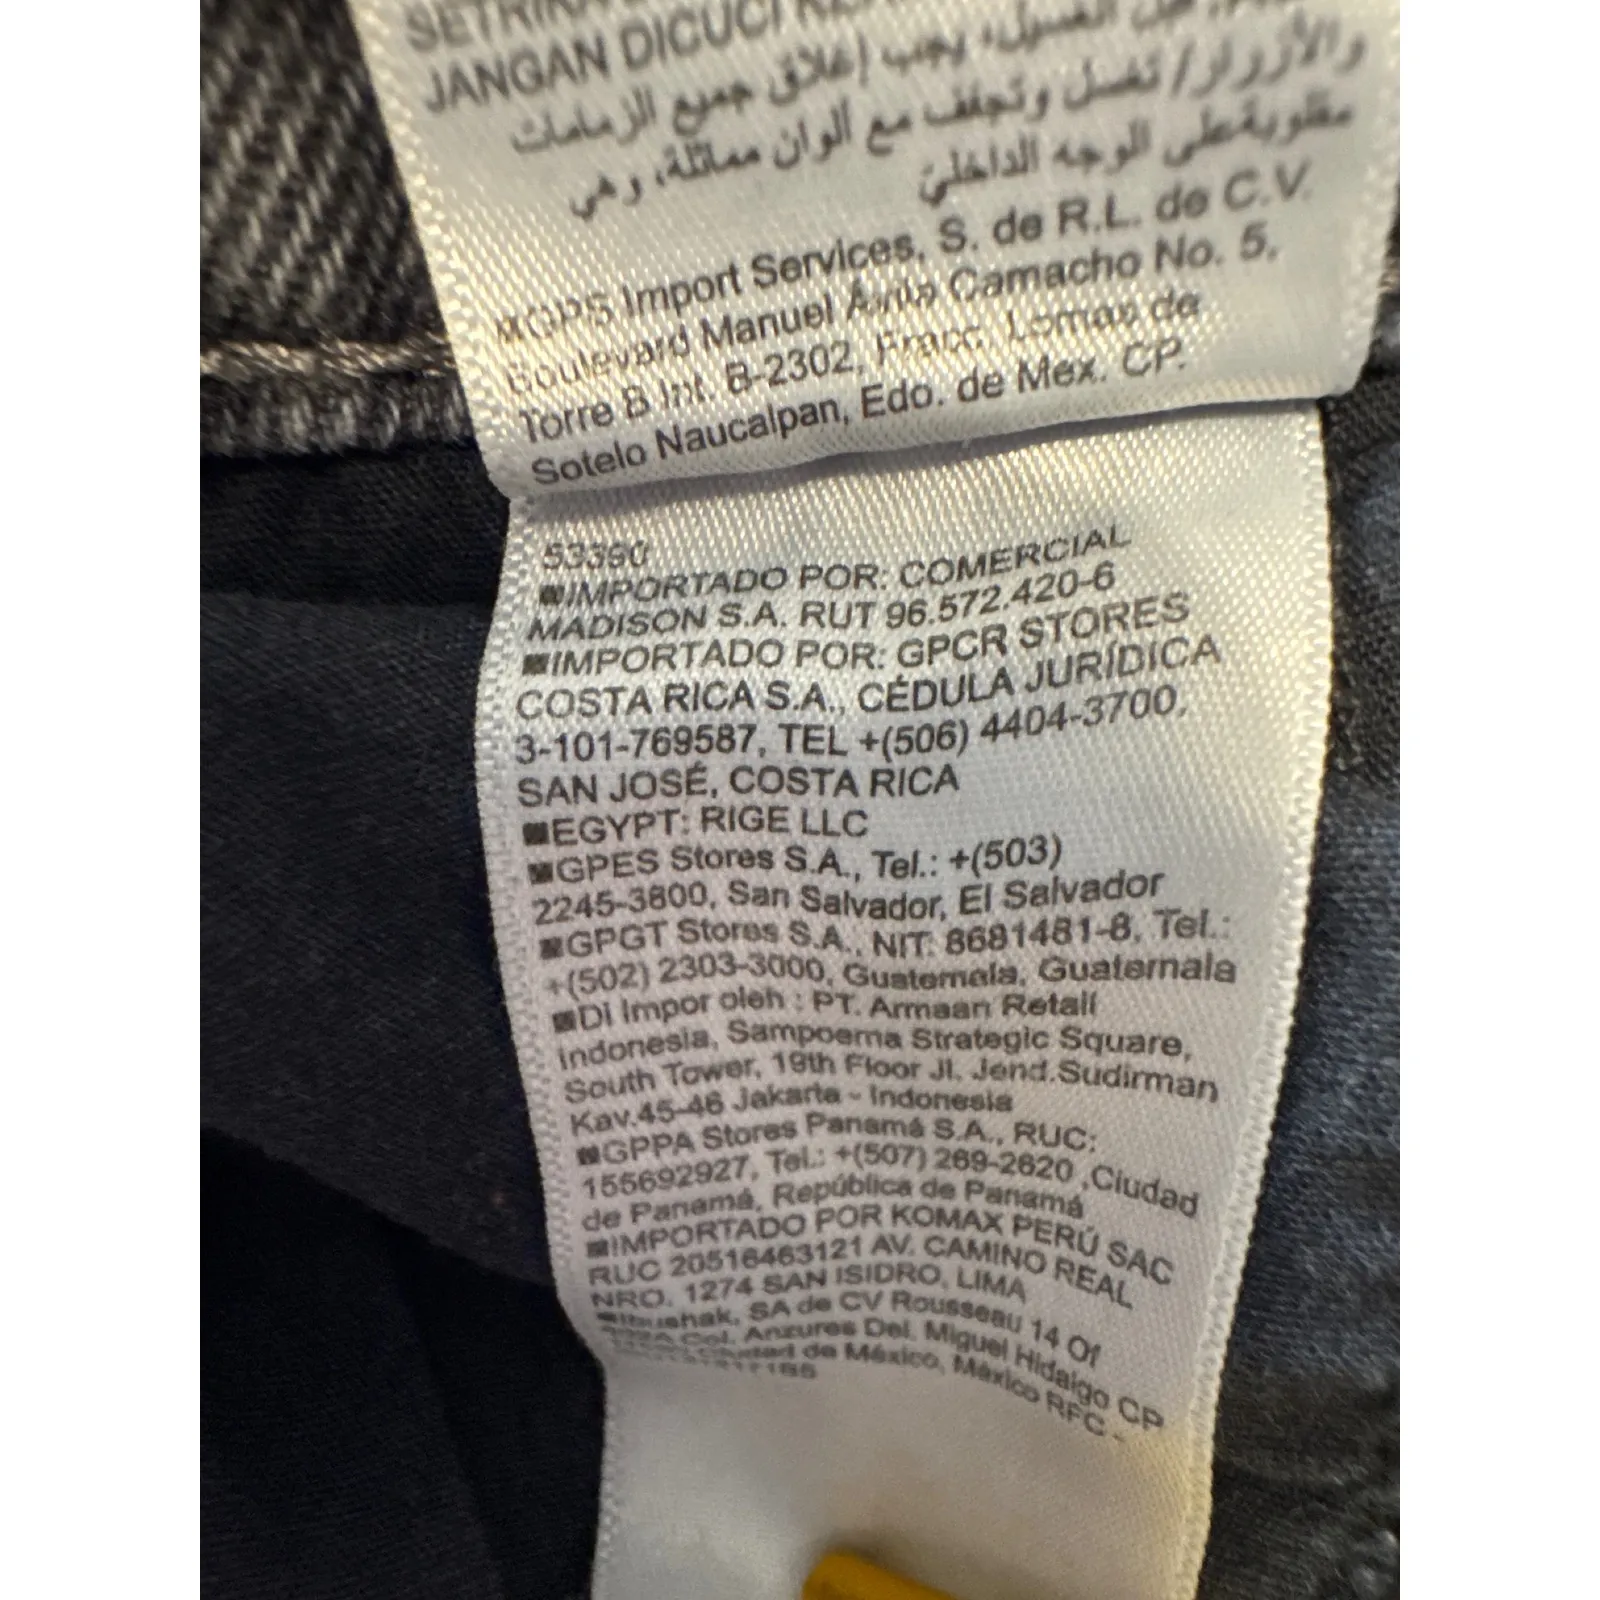 JANGAN DICUCI
والأزرار/ تغسل وتجفف مع ألوان مماثلة، وهي
مقلوبة على الوجه الداخلي
■GPS Import Services, S. de R.L. de C.V.
Boulevard Manuel Ávila Camacho No. 5,
Torre B Int. B-2302, Fracc. Lomas de
Sotelo Naucalpan, Edo. de Mex. CP.
53390
■IMPORTADO POR: COMERCIAL
MADISON S.A. RUT 96.572.420-6
■IMPORTADO POR: GPCR STORES
COSTA RICA S.A., CÉDULA JURÍDICA
3-101-769587, TEL +(506) 4404-3700,
SAN JOSÉ, COSTA RICA
■EGYPT: RIGE LLC
■GPES Stores S.A., Tel.: +(503)
2245-3800, San Salvador, El Salvador
■GPGT Stores S.A., NIT: 8681481-8, Tel.:
+(502) 2303-3000, Guatemala, Guatemala
■Di Impor oleh : PT. Armaan Retail
Indonesia, Sampoerna Strategic Square,
South Tower, 19th Floor Jl. Jend.Sudirman
Kav.45-46 Jakarta - Indonesia
■GPPA Stores Panamá S.A., RUC:
155692927, Tel.: +(507) 269-2620 ,Ciudad
de Panamá, República de Panamá
■IMPORTADO POR KOMAX PERÚ SAC
RUC 20516463121 AV. CAMINO REAL
NRO. 1274 SAN ISIDRO, LIMA
SA de CV Rousseau 14 Of
Col. Anzures Del. Miguel Hidalgo CP
Ciudad de México, México RFC -